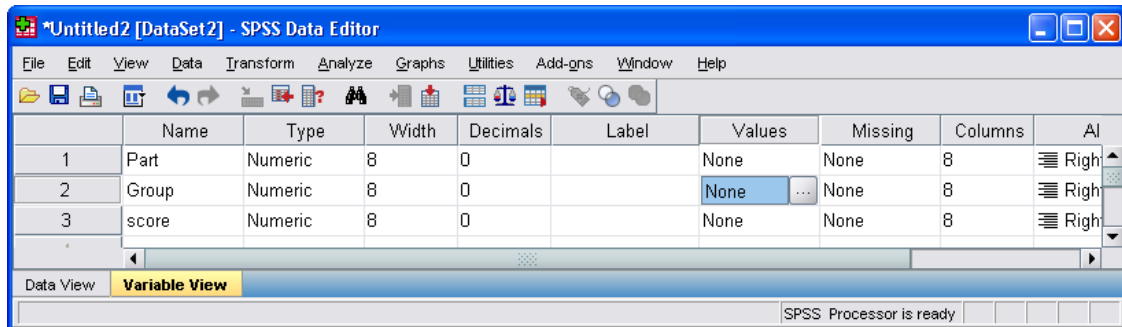 *Untitled2 [DataSet2] - SPSS Data Editor
File Edit View Data Transform Analyze Graphs Utilities Add-ons Window Help
Name Type Width Decimals Label Values Missing Columns Al
1 Part Numeric 8 0 None None 8 Righ
2 Group Numeric 8 0 None ... None 8 Righ
3 score Numeric 8 0 None None 8 Righ
Data View Variable View
SPSS Processor is ready